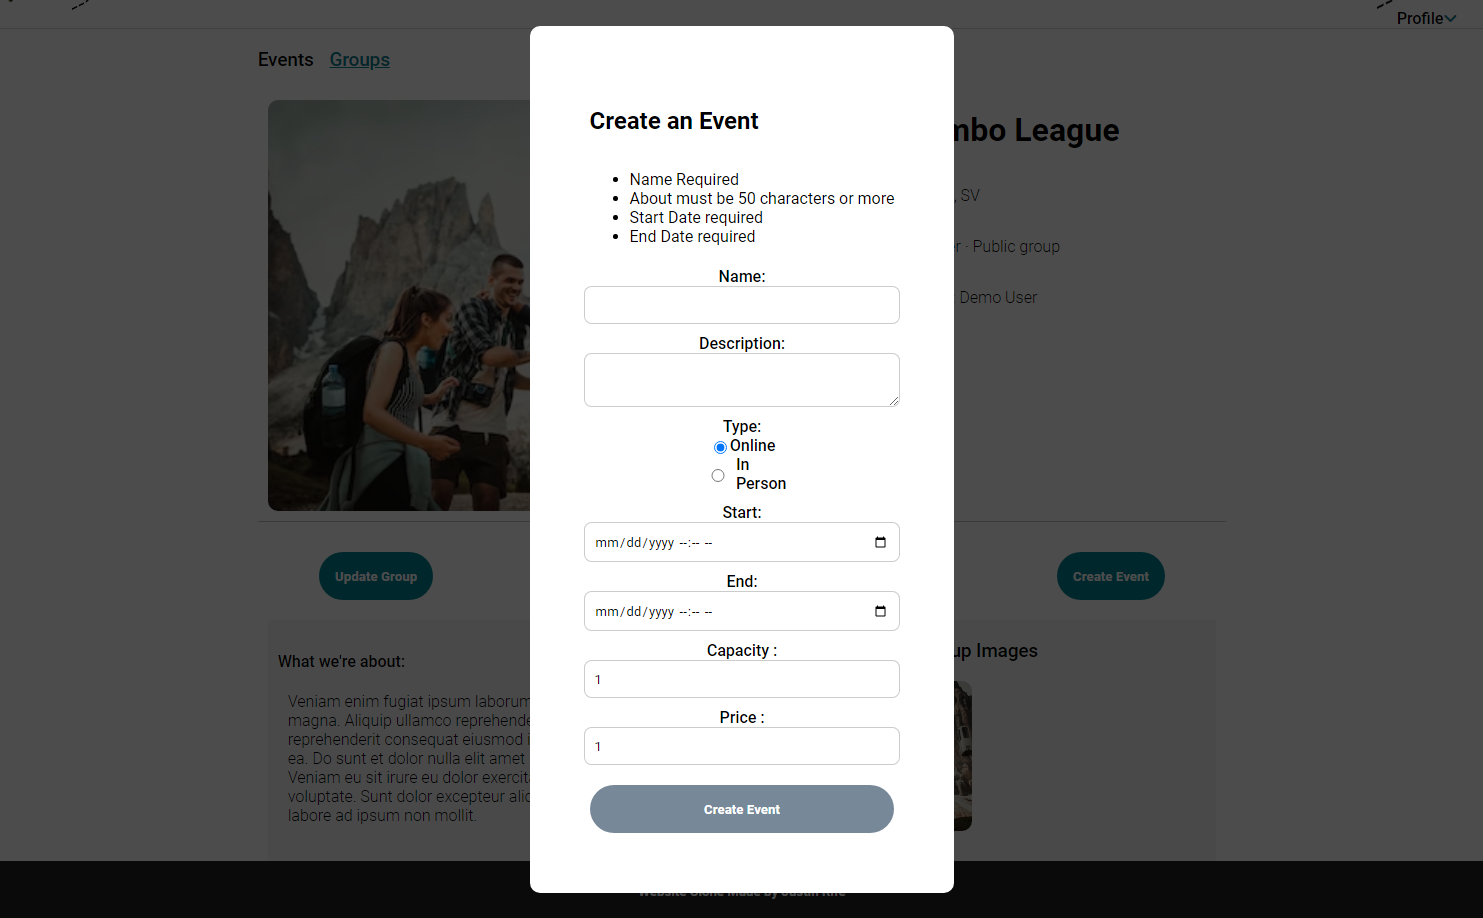 Profile
Events Groups
mbo League
, SV
· Public group
Demo User
Create an Event
Name Required
About must be 50 characters or more
Start Date required
End Date required
Name:
Description:
Type:
Online
In
Person
Start:
mm/dd/yyyy --:-- --
End:
mm/dd/yyyy --:-- --
Capacity :
1
Price :
1
Create Event
Update Group
Create Event
What we're about:
Veniam enim fugiat ipsum laborum
magna. Aliquip ullamco reprehende
reprehenderit consequat eiusmod i
ea. Do sunt et dolor nulla elit amet
Veniam eu sit irure eu dolor exercit
voluptate. Sunt dolor excepteur aliq
labore ad ipsum non mollit.
up Images